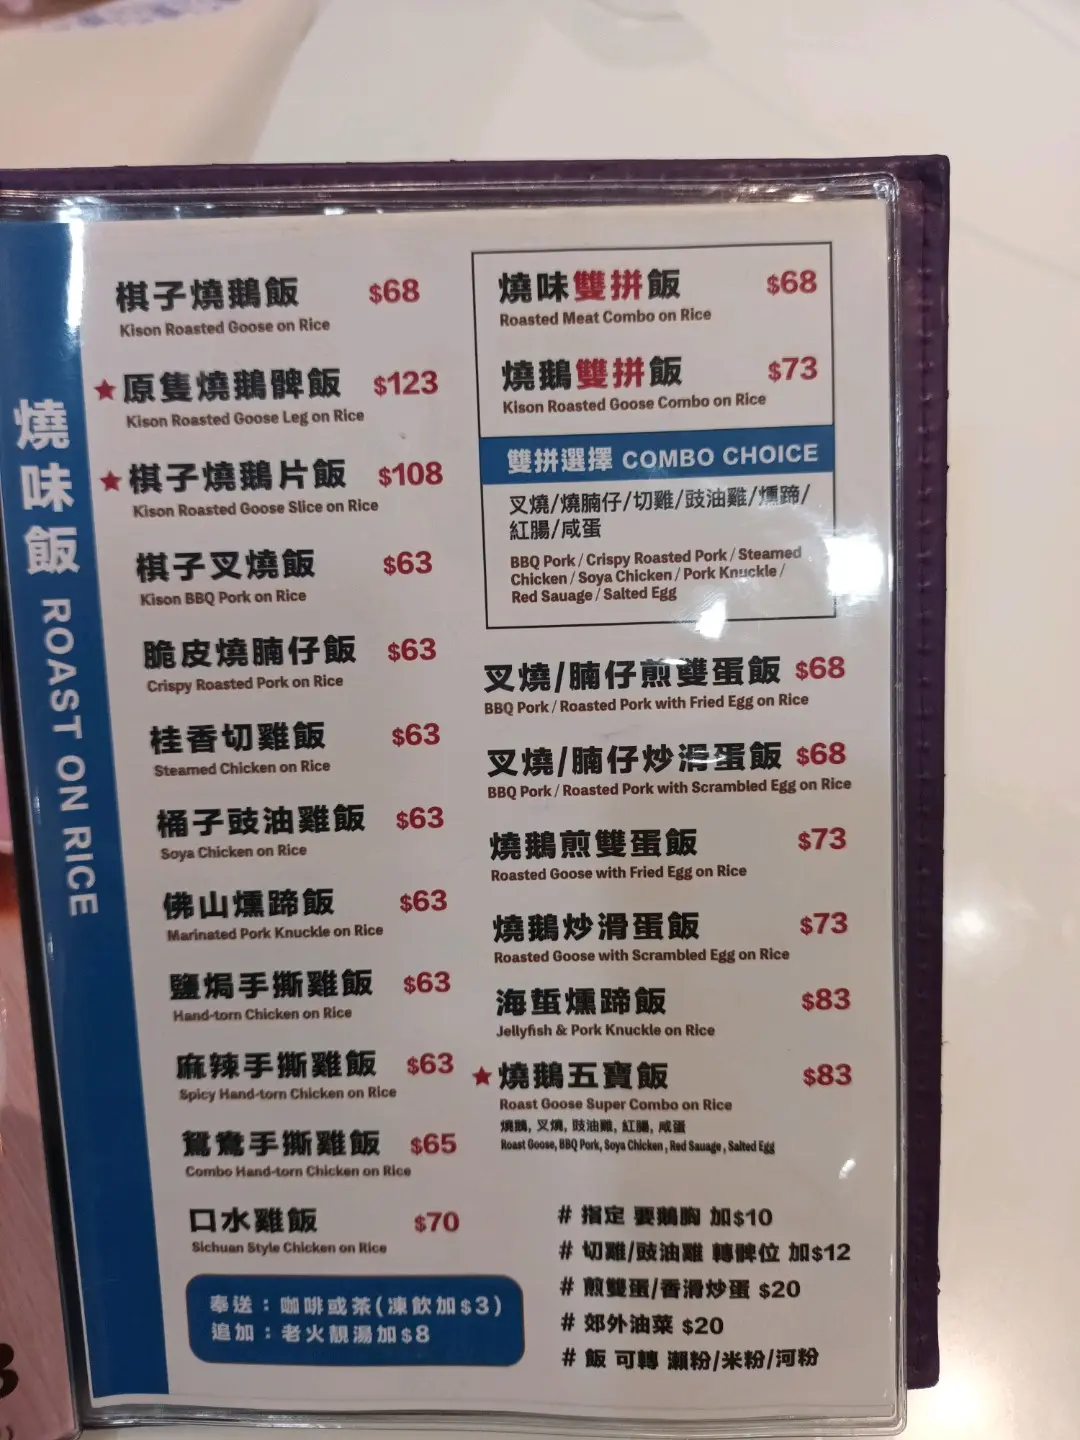 燒味飯 ROAST ON RICE
棋子燒鵝飯 $68
Kison Roasted Goose on Rice
★原隻燒鵝髀飯 $123
Kison Roasted Goose Leg on Rice
★棋子燒鵝片飯 $108
Kison Roasted Goose Slice on Rice
棋子叉燒飯 $63
Kison BBQ Pork on Rice
脆皮燒腩仔飯 $63
Crispy Roasted Pork on Rice
桂香切雞飯 $63
Steamed Chicken on Rice
桶子豉油雞飯 $63
Soya Chicken on Rice
佛山燻蹄飯 $63
Marinated Pork Knuckle on Rice
鹽焗手撕雞飯 $63
Hand-torn Chicken on Rice
麻辣手撕雞飯 $63
Spicy Hand-torn Chicken on Rice
鴛鴦手撕雞飯 $65
Combo Hand-torn Chicken on Rice
口水雞飯 $70
Sichuan Style Chicken on Rice
奉送：咖啡或茶(凍飲加$3)
追加：老火靚湯加$8
燒味雙拼飯 $68
Roasted Meat Combo on Rice
燒鵝雙拼飯 $73
Kison Roasted Goose Combo on Rice
雙拼選擇 COMBO CHOICE
叉燒/燒腩仔/切雞/豉油雞/燻蹄/
紅腸/咸蛋
BBQ Pork / Crispy Roasted Pork / Steamed
Chicken / Soya Chicken / Pork Knuckle /
Red Sauage / Salted Egg
叉燒/腩仔煎雙蛋飯 $68
BBQ Pork / Roasted Pork with Fried Egg on Rice
叉燒/腩仔炒滑蛋飯 $68
BBQ Pork / Roasted Pork with Scrambled Egg on Rice
燒鵝煎雙蛋飯 $73
Roasted Goose with Fried Egg on Rice
燒鵝炒滑蛋飯 $73
Roasted Goose with Scrambled Egg on Rice
海蜇燻蹄飯 $83
Jellyfish & Pork Knuckle on Rice
★燒鵝五寶飯 $83
Roast Goose Super Combo on Rice
燒鵝, 叉燒, 豉油雞, 紅腸, 咸蛋
Roast Goose, BBQ Pork, Soya Chicken , Red Sauage , Salted Egg
# 指定 要鵝胸 加$10
# 切雞/豉油雞 轉髀位 加$12
# 煎雙蛋/香滑炒蛋 $20
# 郊外油菜 $20
# 飯 可轉 瀨粉/米粉/河粉